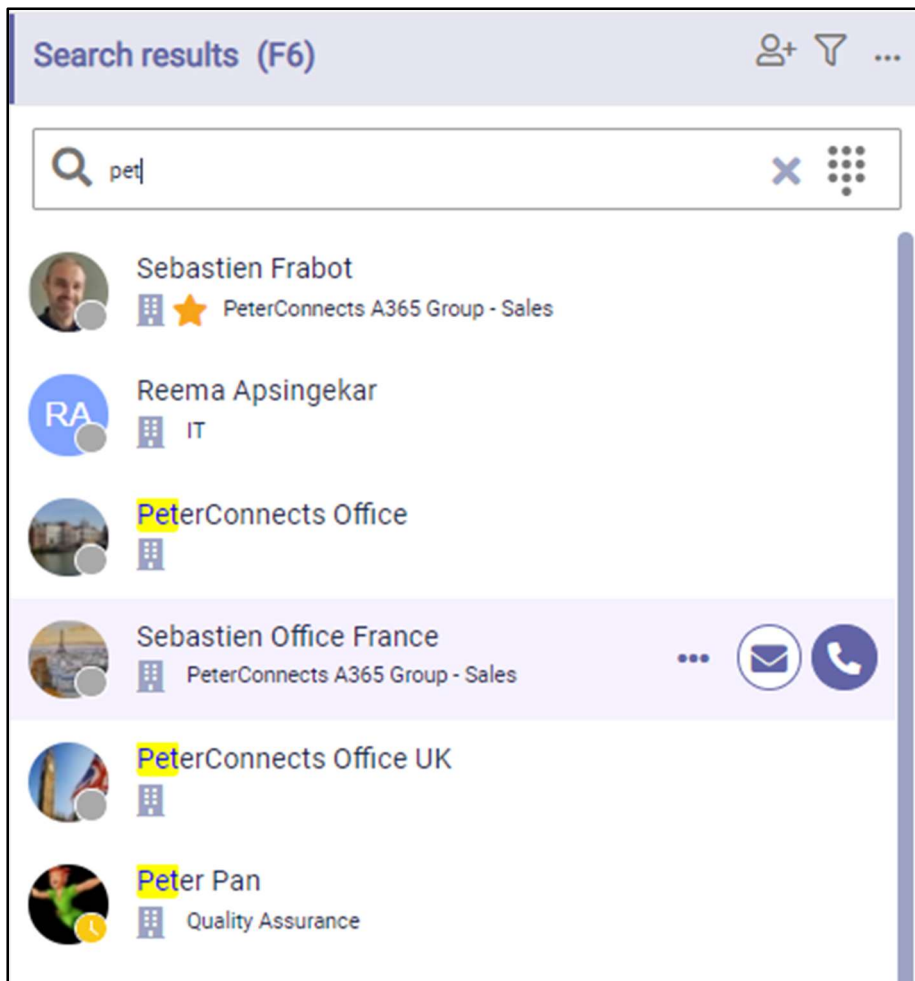 Search results (F6)
pet
Sebastien Frabot
PeterConnects A365 Group - Sales
RA
Reema Apsingekar
IT
PeterConnects Office
Sebastien Office France
PeterConnects A365 Group - Sales
PeterConnects Office UK
Peter Pan
Quality Assurance